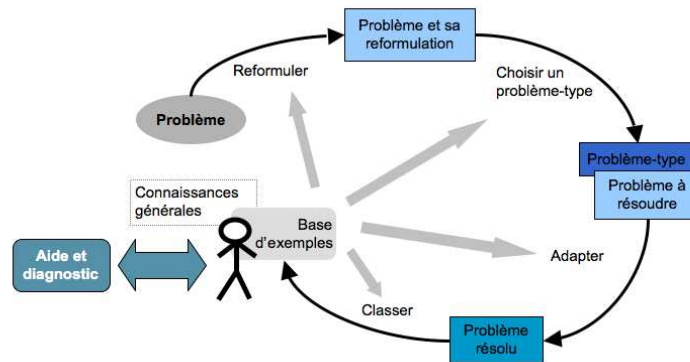 Problème et sa
reformulation
Reformuler
Choisir un
problème-type
Problème
Problème-type
Problème à
résoudre
Connaissances
générales
Base
d'exemples
Aide et
diagnostic
Adapter
Classer
Problème
résolu